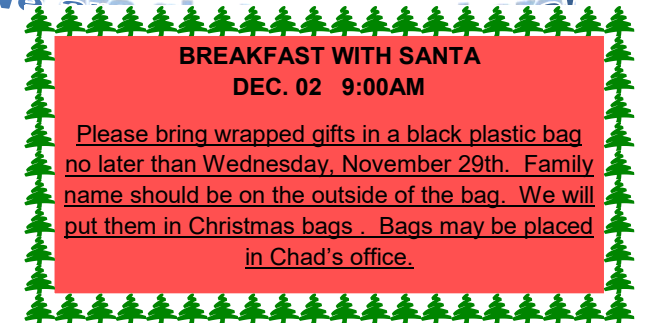 BREAKFAST WITH SANTA
DEC. 02   9:00AM
Please bring wrapped gifts in a black plastic bag
no later than Wednesday, November 29th.  Family
name should be on the outside of the bag.  We will
put them in Christmas bags .  Bags may be placed
in Chad’s office.